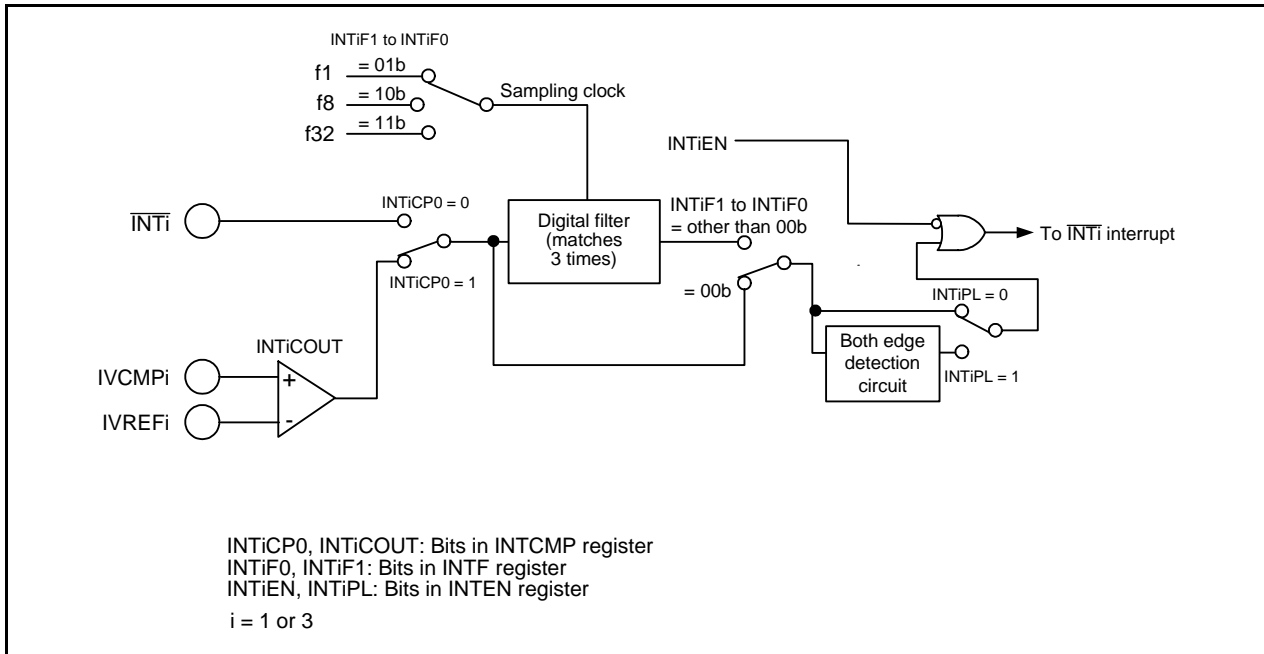 INTiF1 to INTiF0
f1
= 01b
f8
= 10b
f32
= 11b
Sampling clock
INTiEN
INTi
INTiCP0 = 0
INTiCP0 = 1
Digital filter
(matches
3 times)
INTiF1 to INTiF0
= other than 00b
= 00b
To INTi interrupt
INTiPL = 0
INTiPL = 1
Both edge
detection
circuit
INTiCOUT
IVCMPi
+
IVREFi
-
INTiCP0, INTiCOUT: Bits in INTCMP register
INTiF0, INTiF1: Bits in INTF register
INTiEN, INTiPL: Bits in INTEN register
i = 1 or 3